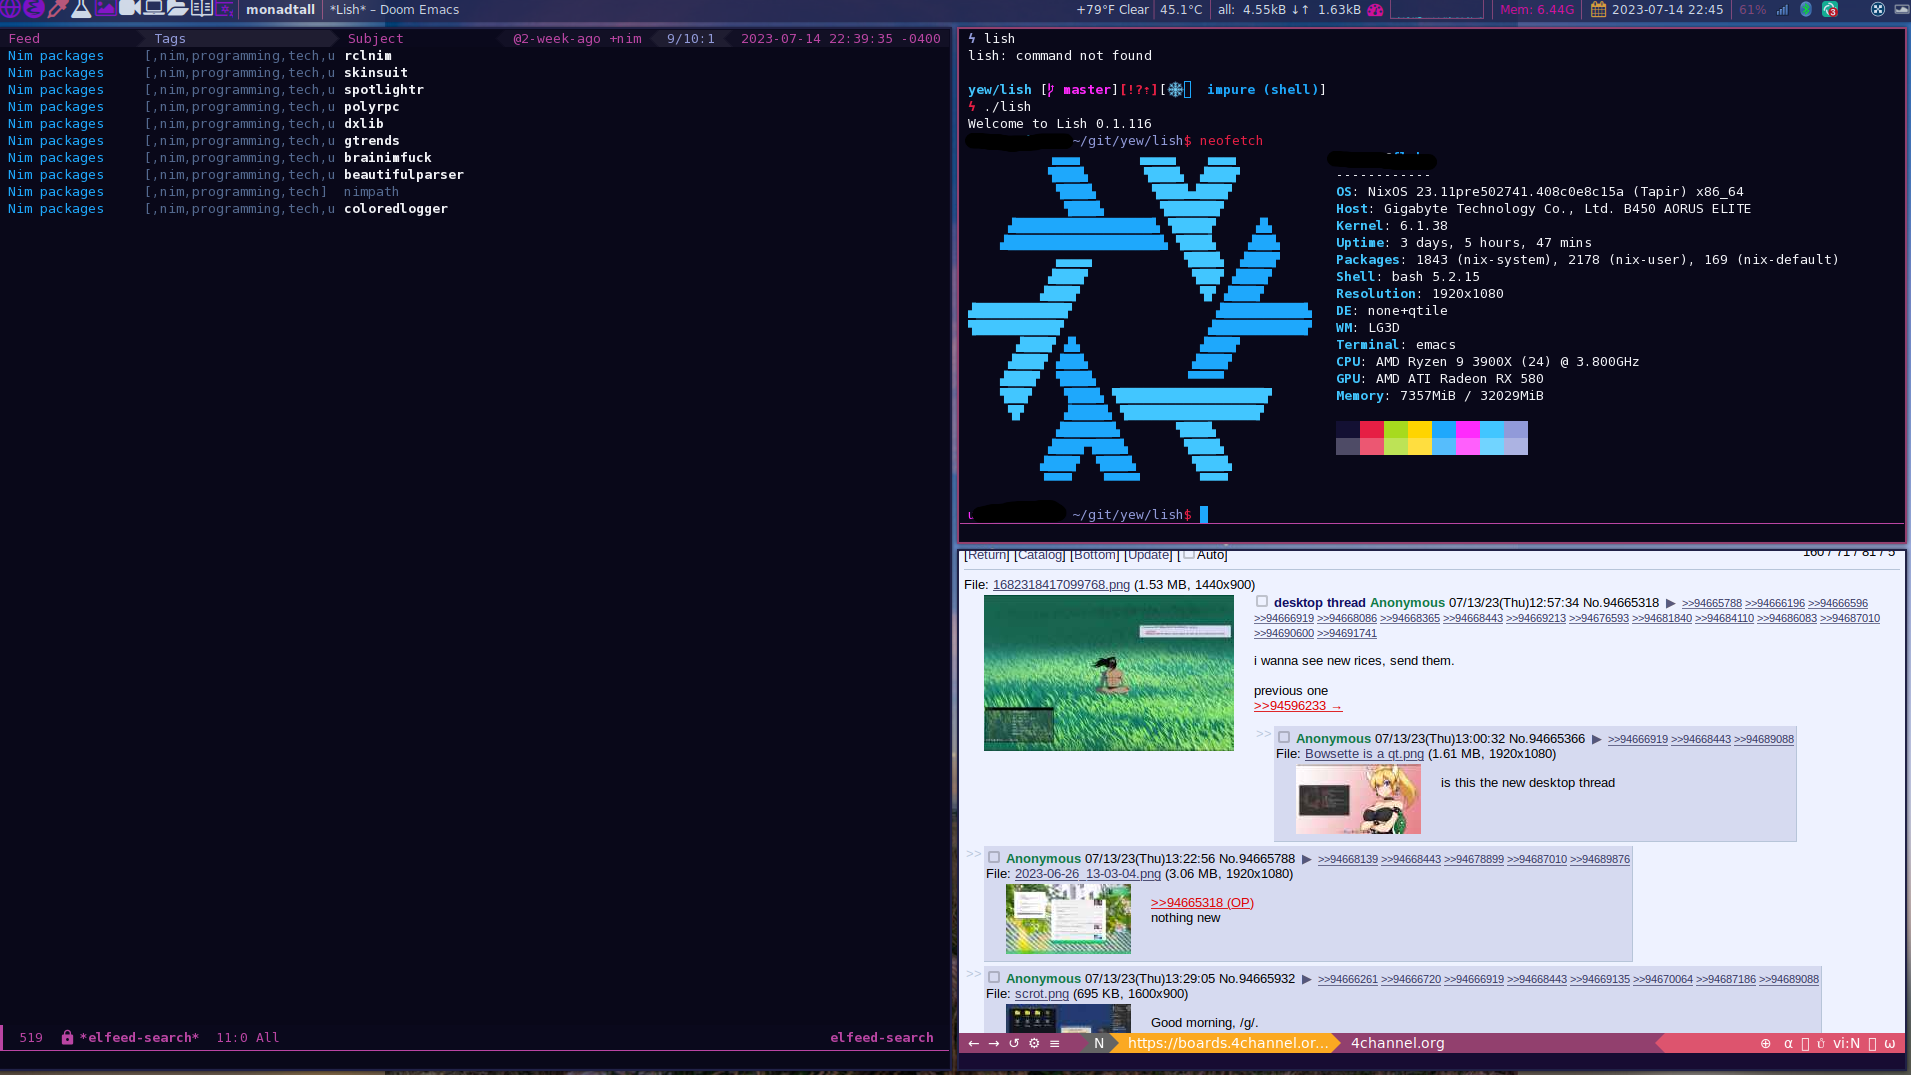 monadtall *Lish* – Doom Emacs +79°F Clear 45.1°C all: 4.55kB ↓↑ 1.63kB Mem: 6.44G 2023-07-14 22:45 61% 3
Feed Tags Subject @2-week-ago +nim 9/10:1 2023-07-14 22:39:35 -0400
Nim packages [,nim,programming,tech,u rclnim
Nim packages [,nim,programming,tech,u skinsuit
Nim packages [,nim,programming,tech,u spotlightr
Nim packages [,nim,programming,tech,u polyrpc
Nim packages [,nim,programming,tech,u dxlib
Nim packages [,nim,programming,tech,u gtrends
Nim packages [,nim,programming,tech,u brainimfuck
Nim packages [,nim,programming,tech,u beautifulparser
Nim packages [,nim,programming,tech] nimpath
Nim packages [,nim,programming,tech,u coloredlogger
519 *elfeed-search* 11:0 All elfeed-search
ϟ lish
lish: command not found
yew/lish [ master][!?⇡][ impure (shell)]
ϟ ./lish
Welcome to Lish 0.1.116
~/git/yew/lish$ neofetch
------------
OS: NixOS 23.11pre502741.408c0e8c15a (Tapir) x86_64
Host: Gigabyte Technology Co., Ltd. B450 AORUS ELITE
Kernel: 6.1.38
Uptime: 3 days, 5 hours, 47 mins
Packages: 1843 (nix-system), 2178 (nix-user), 169 (nix-default)
Shell: bash 5.2.15
Resolution: 1920x1080
DE: none+qtile
WM: LG3D
Terminal: emacs
CPU: AMD Ryzen 9 3900X (24) @ 3.800GHz
GPU: AMD ATI Radeon RX 580
Memory: 7357MiB / 32029MiB
~/git/yew/lish$
[Return] [Catalog] [Bottom] [Update] [ Auto] 160 / 71 / 81 / 5
File: 1682318417099768.png (1.53 MB, 1440x900)
desktop thread Anonymous 07/13/23(Thu)12:57:34 No.94665318 ▶ >>94665788 >>94666196 >>94666596
>>94666919 >>94668086 >>94668365 >>94668443 >>94669213 >>94676593 >>94681840 >>94684110 >>94686083 >>94687010
>>94690600 >>94691741
i wanna see new rices, send them.
previous one
>>94596233 →
>> Anonymous 07/13/23(Thu)13:00:32 No.94665366 ▶ >>94666919 >>94668443 >>94689088
File: Bowsette is a qt.png (1.61 MB, 1920x1080)
is this the new desktop thread
>> Anonymous 07/13/23(Thu)13:22:56 No.94665788 ▶ >>94668139 >>94668443 >>94678899 >>94687010 >>94689876
File: 2023-06-26_13-03-04.png (3.06 MB, 1920x1080)
>>94665318 (OP)
nothing new
>> Anonymous 07/13/23(Thu)13:29:05 No.94665932 ▶ >>94666261 >>94666720 >>94666919 >>94668443 >>94669135 >>94670064 >>94687186 >>94689088
File: scrot.png (695 KB, 1600x900)
Good morning, /g/.
← → ↺ ⚙ ≡ N https://boards.4channel.or... 4channel.org ⊕ α vi:N ω